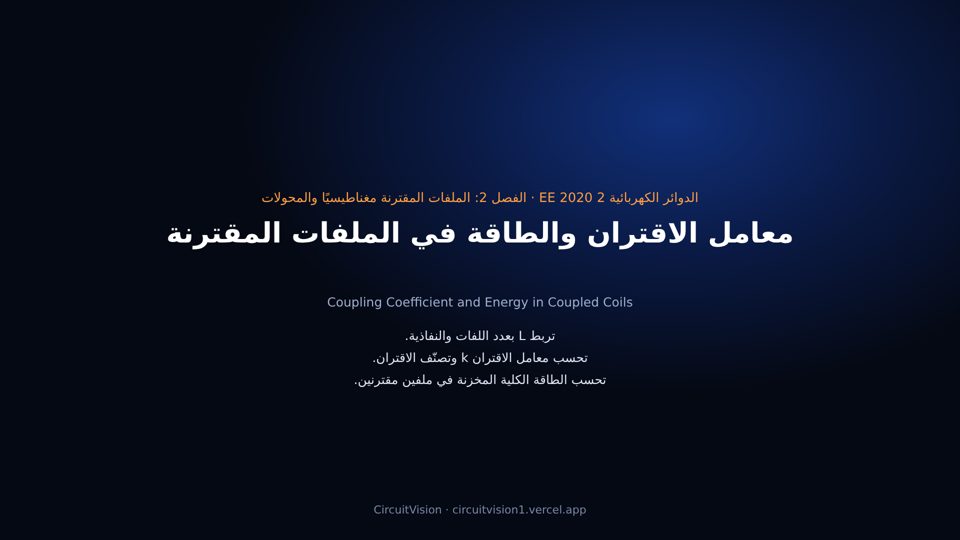 الدوائر الكهربائية 2 EE 2020 · الفصل 2: الملفات المقترنة مغناطيسيًا والمحولات
معامل الاقتران والطاقة في الملفات المقترنة
Coupling Coefficient and Energy in Coupled Coils
تربط L بعدد اللفات والنفاذية.
تحسب معامل الاقتران k وتصنّف الاقتران.
تحسب الطاقة الكلية المخزنة في ملفين مقترنين.
CircuitVision · circuitvision1.vercel.app